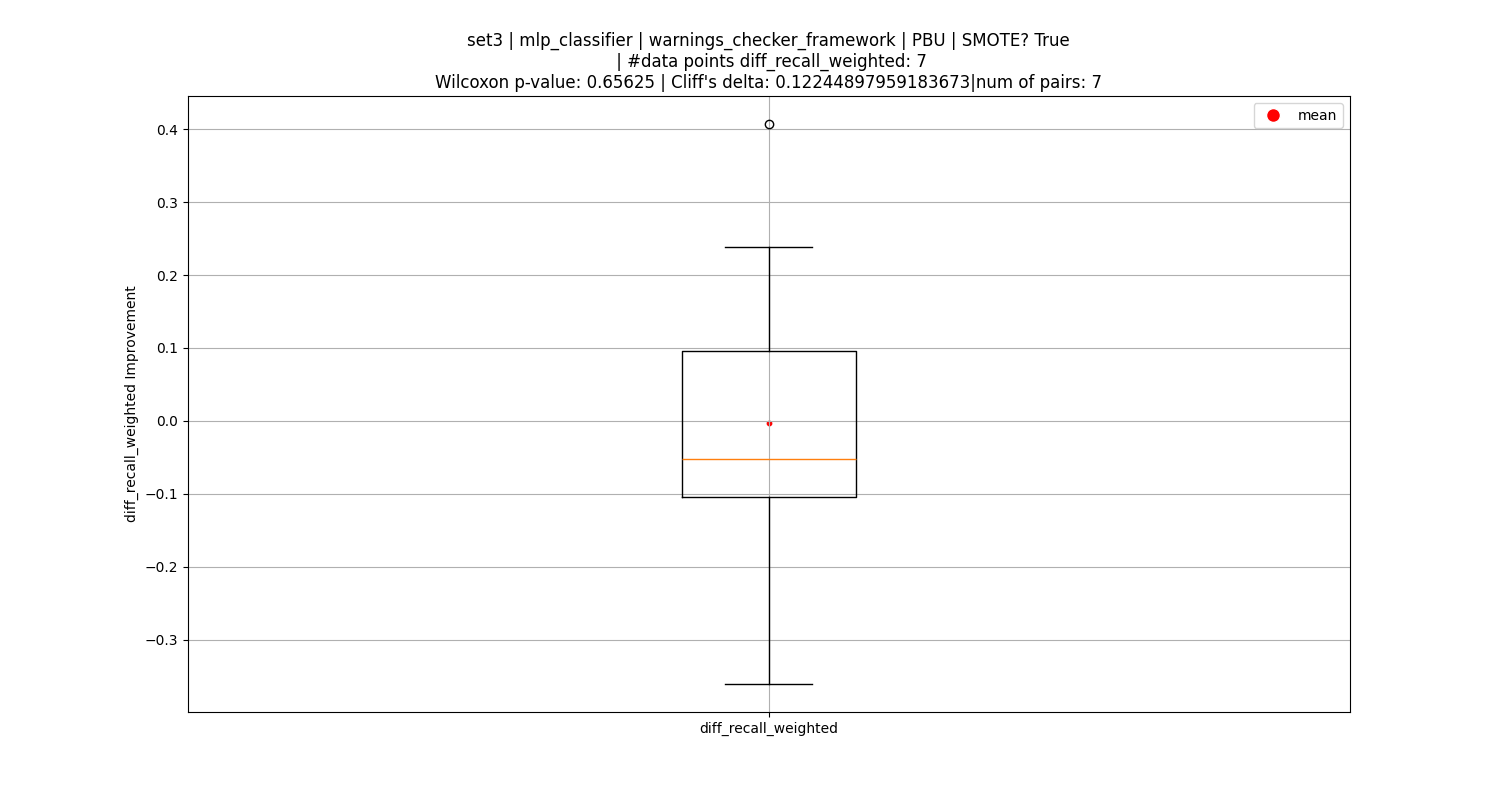 set3 | mlp_classifier | warnings_checker_framework | PBU | SMOTE? True
| #data points diff_recall_weighted: 7
Wilcoxon p-value: 0.65625 | Cliff's delta: 0.12244897959183673|num of pairs: 7
mean
0.4
0.3
0.2
0.1
0.0
−0.1
−0.2
−0.3
diff_recall_weighted Improvement
diff_recall_weighted